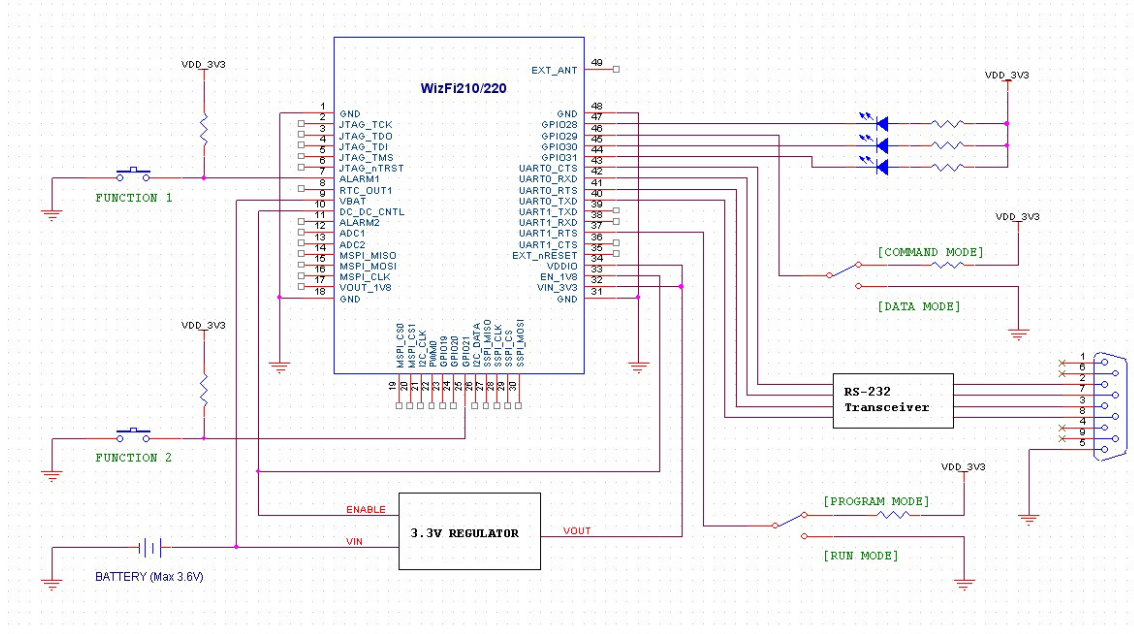 WizFi210/220
EXT_ANT 49
VDD_3V3
VDD_3V3
1 GND
2 JTAG_TCK
3 JTAG_TDO
4 JTAG_TDI
5 JTAG_TMS
6 JTAG_nTRST
7 ALARM1
8 RTC_OUT1
9 VBAT
10 DC_DC_CNTL
11 ALARM2
12 ADC1
13 ADC2
14 MSPI_MISO
15 MSPI_MOSI
16 MSPI_CLK
17 VOUT_1V8
18 GND
GND 48
GPIO28 47
GPIO29 46
GPIO30 45
GPIO31 44
UART0_CTS 43
UART0_RXD 42
UART0_RTS 41
UART0_TXD 40
UART1_TXD 39
UART1_RXD 38
UART1_RTS 37
UART1_CTS 36
EXT_nRESET 35
VDDIO 34
EN_1V8 33
VIN_3V3 32
GND 31
FUNCTION 1
VDD_3V3
[COMMAND MODE]
[DATA MODE]
VDD_3V3
MSPI_CS0
MSPI_CS1
I2C_CLK
PWM0
GPIO19
GPIO20
GPIO21
I2C_DATA
SSPI_MISO
SSPI_CLK
SSPI_CS
SSPI_MOSI
19
20
21
22
23
24
25
26
27
28
29
30
RS-232
Transceiver
1
6
2
7
3
8
4
9
5
FUNCTION 2
VDD_3V3
[PROGRAM MODE]
[RUN MODE]
ENABLE
VIN
3.3V REGULATOR
VOUT
BATTERY (Max 3.6V)